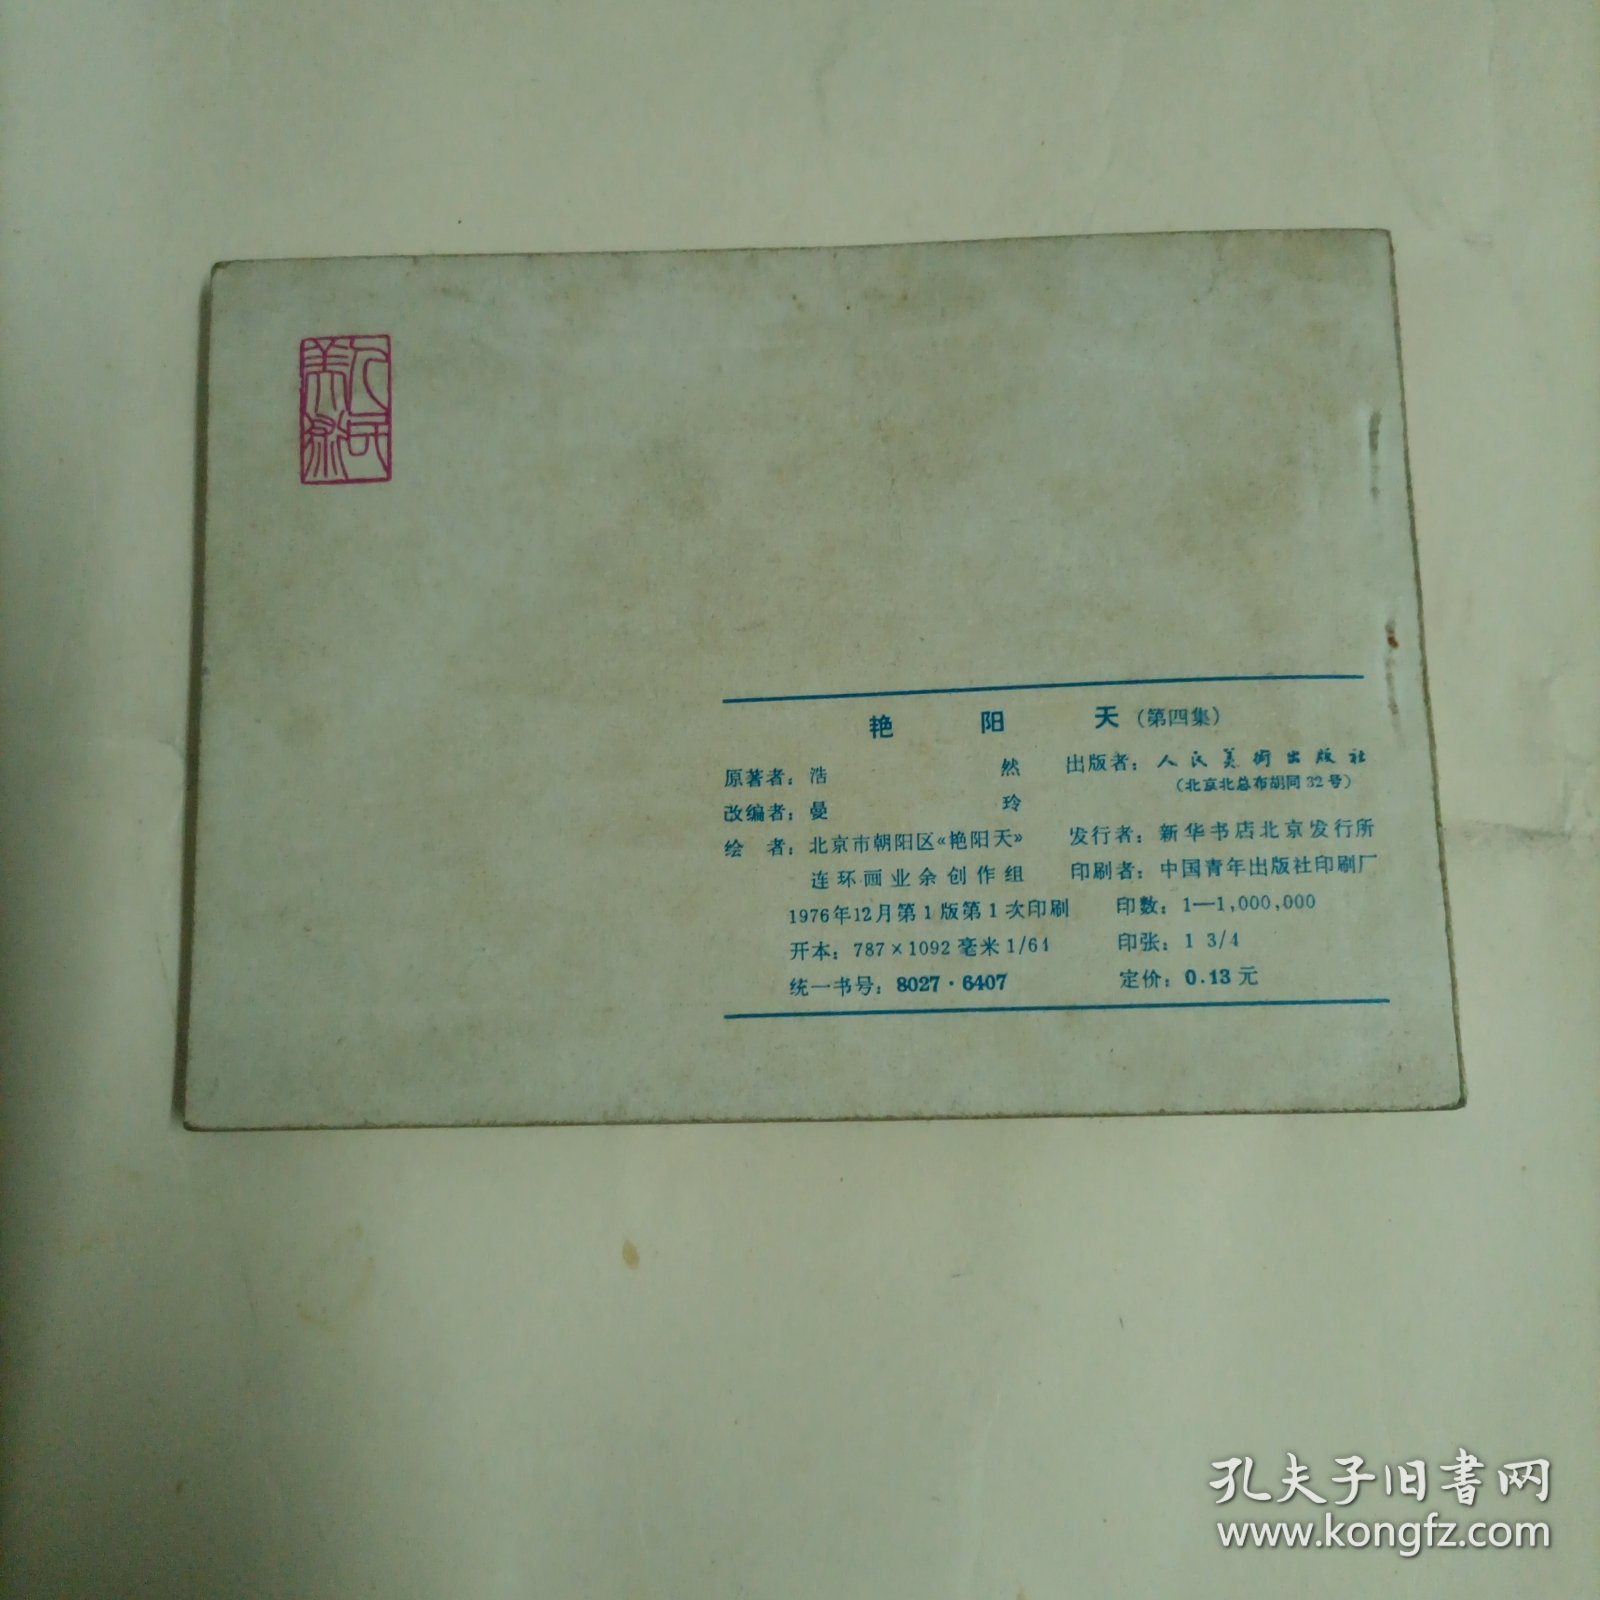 人民美术
艳阳天（第四集）
原著者：浩然
改编者：曼玲
绘者：北京市朝阳区《艳阳天》
连环画业余创作组
出版者：人民美術出版社
（北京北总布胡同32号）
发行者：新华书店北京发行所
印刷者：中国青年出版社印刷厂
1976年12月第1版第1次印刷
印数：1—1,000,000
开本：787×1092毫米1/64
印张：1 3/4
统一书号：8027·6407
定价：0.13元
孔夫子旧书网
www.kongfz.com